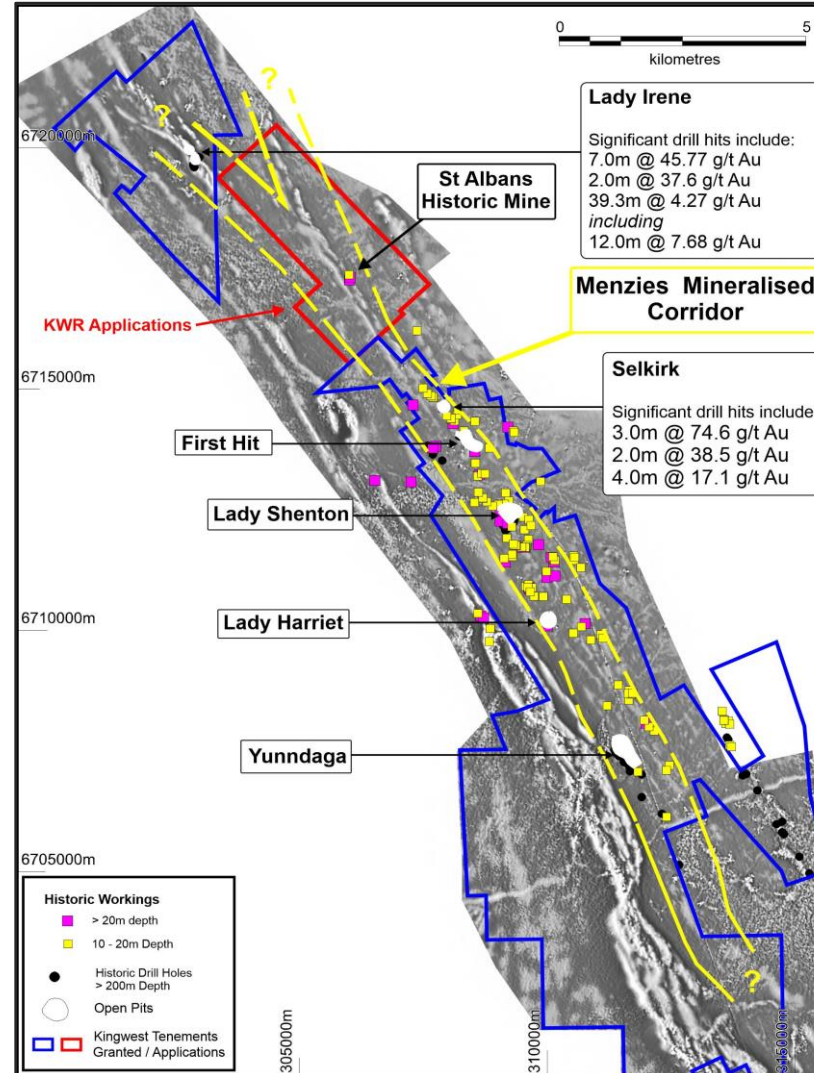 0 5
kilometres
?
?
6720000m
Lady Irene
Significant drill hits include:
7.0m @ 45.77 g/t Au
2.0m @ 37.6 g/t Au
39.3m @ 4.27 g/t Au
including
12.0m @ 7.68 g/t Au
St Albans
Historic Mine
Menzies Mineralised
Corridor
KWR Applications
6715000m
Selkirk
Significant drill hits include
3.0m @ 74.6 g/t Au
2.0m @ 38.5 g/t Au
4.0m @ 17.1 g/t Au
First Hit
Lady Shenton
6710000m
Lady Harriet
Yunndaga
6705000m
Historic Workings
> 20m depth
10 - 20m Depth
Historic Drill Holes
> 200m Depth
Open Pits
Kingwest Tenements
Granted / Applications
?
305000m
310000m
315000m